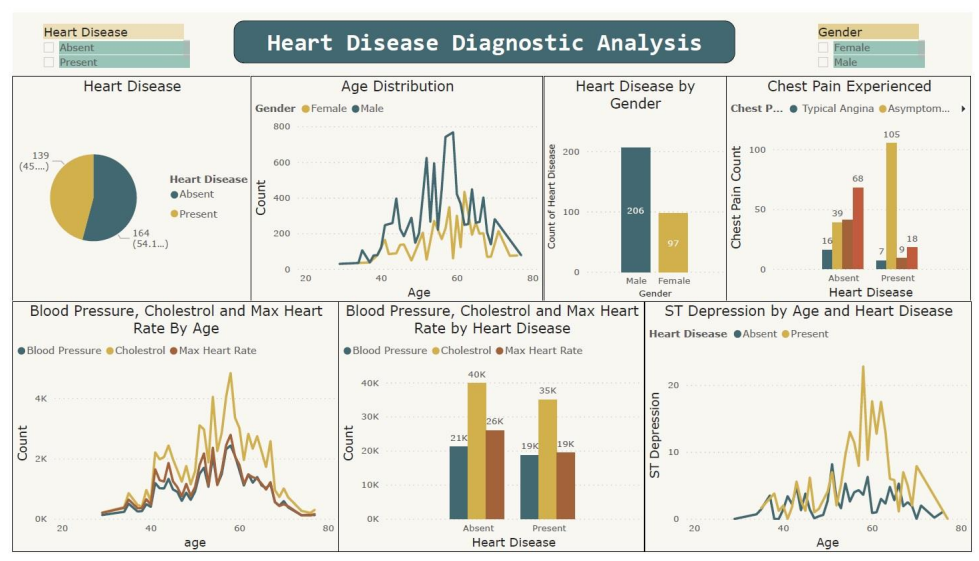 Heart Disease
Absent
Present
Heart Disease Diagnostic Analysis
Gender
Female
Male
Heart Disease
139
(45....)
Heart Disease
Absent
Present
164
(54.1...)
Age Distribution
Gender Female Male
Count
800
600
400
200
0
20 40 60 80
Age
Heart Disease by
Gender
Count of Heart Disease
200
100
0
206
97
Male Female
Gender
Chest Pain Experienced
Chest P... Typical Angina Asymptom...
Chest Pain Count
100
50
0
16
39
68
7
105
9
18
Absent Present
Heart Disease
Blood Pressure, Cholestrol and Max Heart
Rate By Age
Blood Pressure Cholestrol Max Heart Rate
Count
4K
2K
0K
20 40 60 80
age
Blood Pressure, Cholestrol and Max Heart
Rate by Heart Disease
Blood Pressure Cholestrol Max Heart Rate
Count
40K
30K
20K
10K
0K
21K
40K
26K
19K
35K
19K
Absent Present
Heart Disease
ST Depression by Age and Heart Disease
Heart Disease Absent Present
ST Depression
20
10
0
20 40 60 80
Age